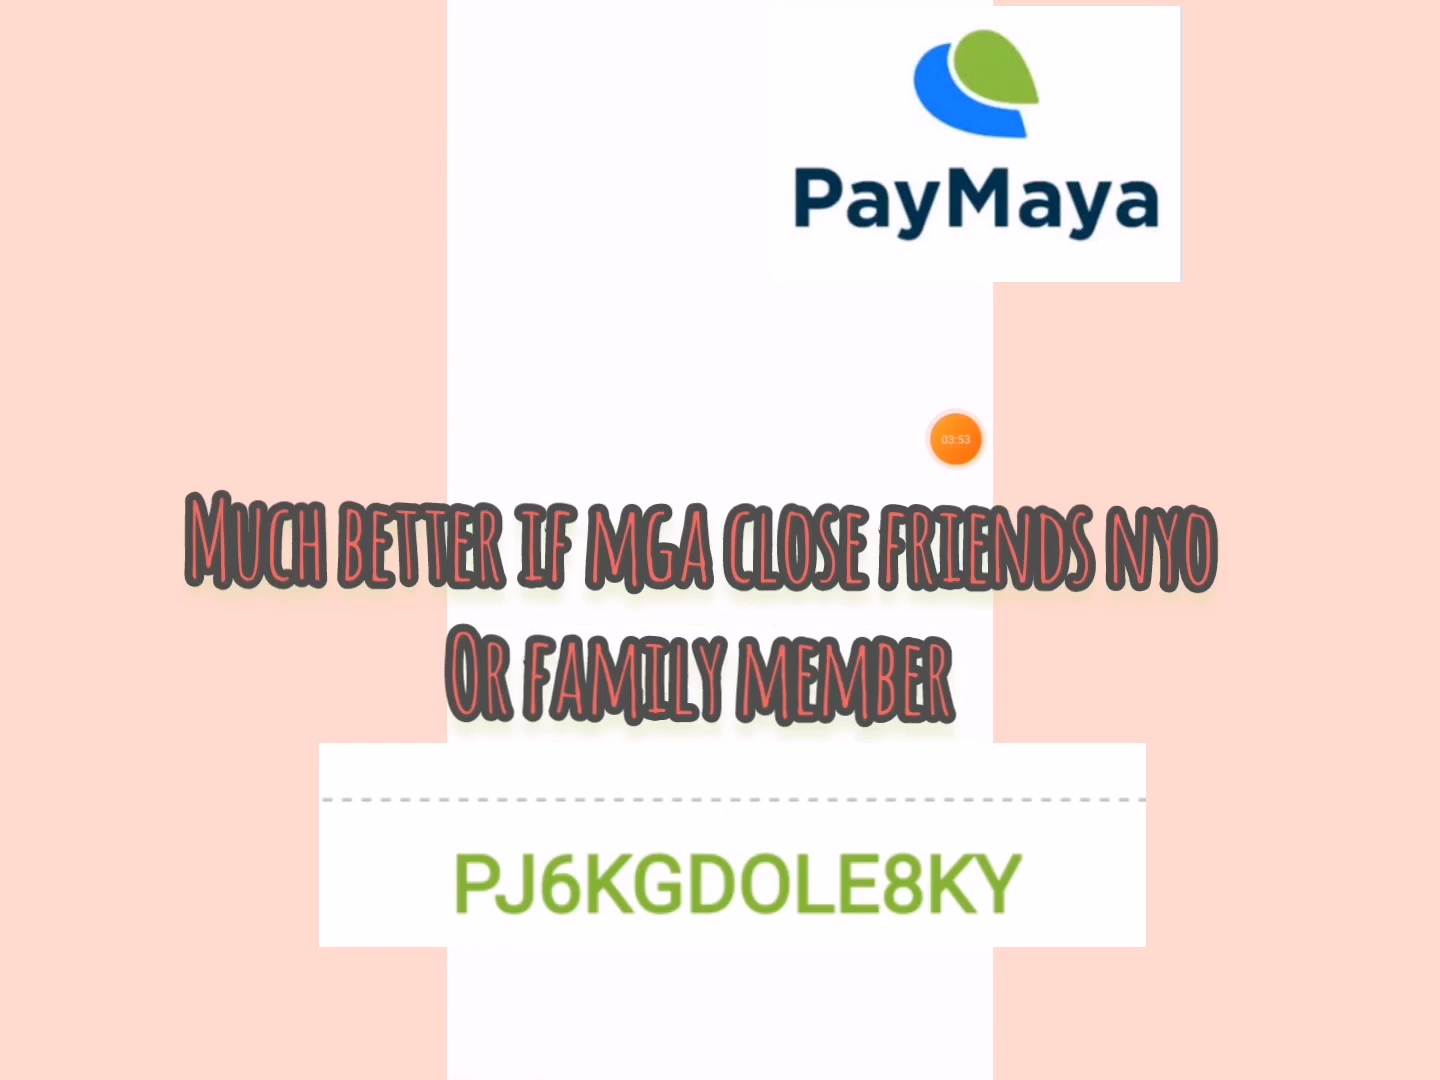 PayMaya
03:53
Much better if mga close friends nyo
Or family member
PJ6KGDOLE8KY